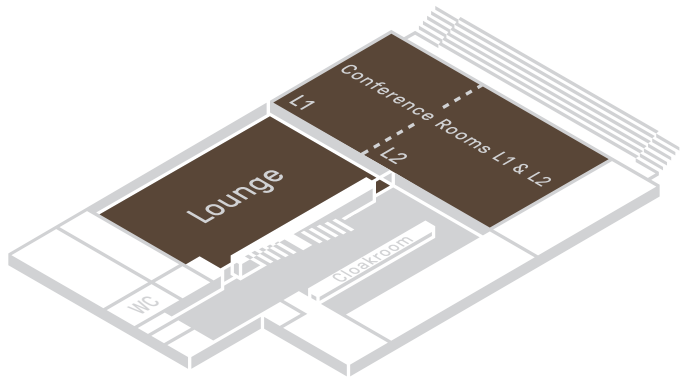 Conference Rooms L1 & L2
L1
L2
Lounge
Cloakroom
WC